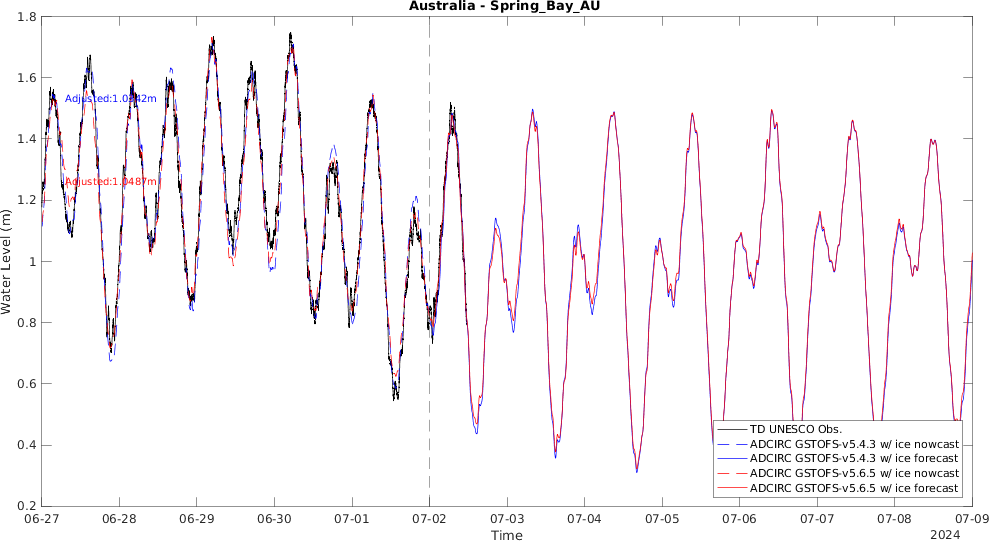 Australia - Spring_Bay_AU
1.8
1.6
1.4
1.2
1
0.8
0.6
0.4
0.2
Water Level (m)
Adjusted:1.0342m
Adjusted:1.0487m
TD UNESCO Obs.
ADCIRC GSTOFS-v5.4.3 w/ ice nowcast
ADCIRC GSTOFS-v5.4.3 w/ ice forecast
ADCIRC GSTOFS-v5.6.5 w/ ice nowcast
ADCIRC GSTOFS-v5.6.5 w/ ice forecast
06-27 06-28 06-29 06-30 07-01 07-02 07-03 07-04 07-05 07-06 07-07 07-08 07-09
Time
2024